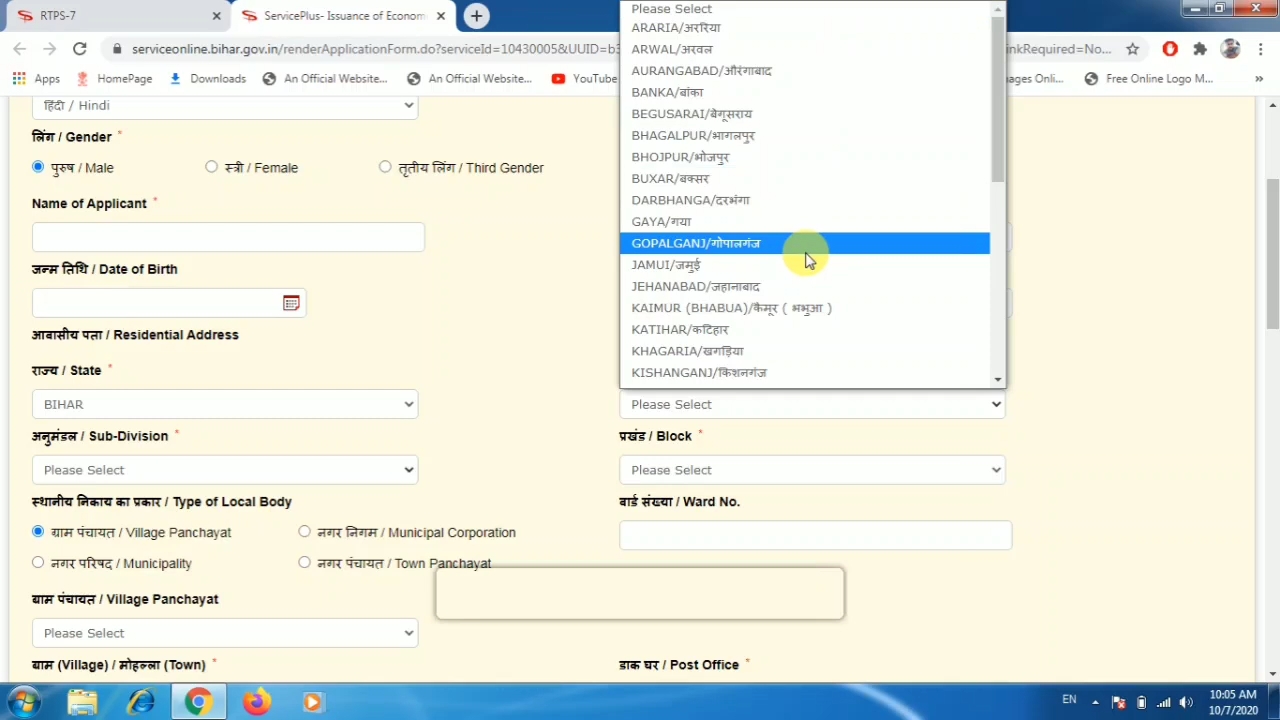 RTPS-7
ServicePlus- Issuance of Econom
serviceonline.bihar.gov.in/renderApplicationForm.do?serviceId=10430005&UUID=b3
nkRequired=No...
Apps
HomePage
Downloads
An Official Website...
An Official Website...
YouTube
ages Onli...
Free Online Logo M...
»
Please Select
ARARIA/अररिया
ARWAL/अरवल
AURANGABAD/औरंगाबाद
BANKA/बांका
BEGUSARAI/बेगूसराय
BHAGALPUR/भागलपुर
BHOJPUR/भोजपुर
BUXAR/बक्सर
DARBHANGA/दरभंगा
GAYA/गया
GOPALGANJ/गोपालगंज
JAMUI/जमुई
JEHANABAD/जहानाबाद
KAIMUR (BHABUA)/कैमूर ( भभुआ )
KATIHAR/कटिहार
KHAGARIA/खगड़िया
KISHANGANJ/किशनगंज
हिंदी / Hindi
लिंग / Gender *
पुरुष / Male
स्त्री / Female
तृतीय लिंग / Third Gender
Name of Applicant *
जन्म तिथि / Date of Birth
आवासीय पता / Residential Address
राज्य / State *
BIHAR
Please Select
अनुमंडल / Sub-Division *
प्रखंड / Block *
Please Select
Please Select
स्थानीय निकाय का प्रकार / Type of Local Body
वार्ड संख्या / Ward No.
ग्राम पंचायत / Village Panchayat
नगर निगम / Municipal Corporation
नगर परिषद / Municipality
नगर पंचायत / Town Panchayat
ग्राम पंचायत / Village Panchayat
Please Select
ग्राम (Village) / मोहल्ला (Town) *
डाक घर / Post Office *
EN
10:05 AM
10/7/2020